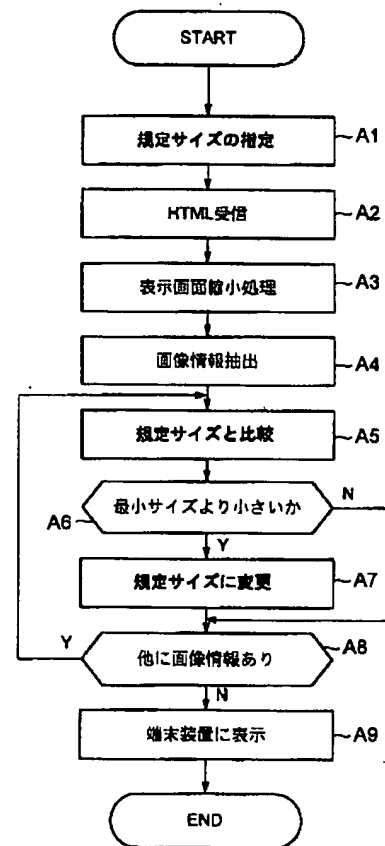 START
規定サイズの指定
A1
HTML受信
A2
表示画面縮小処理
A3
画像情報抽出
A4
規定サイズと比較
A5
最小サイズより小さいか
N
A6
Y
規定サイズに変更
A7
Y
他に画像情報あり
A8
N
端末装置に表示
A9
END